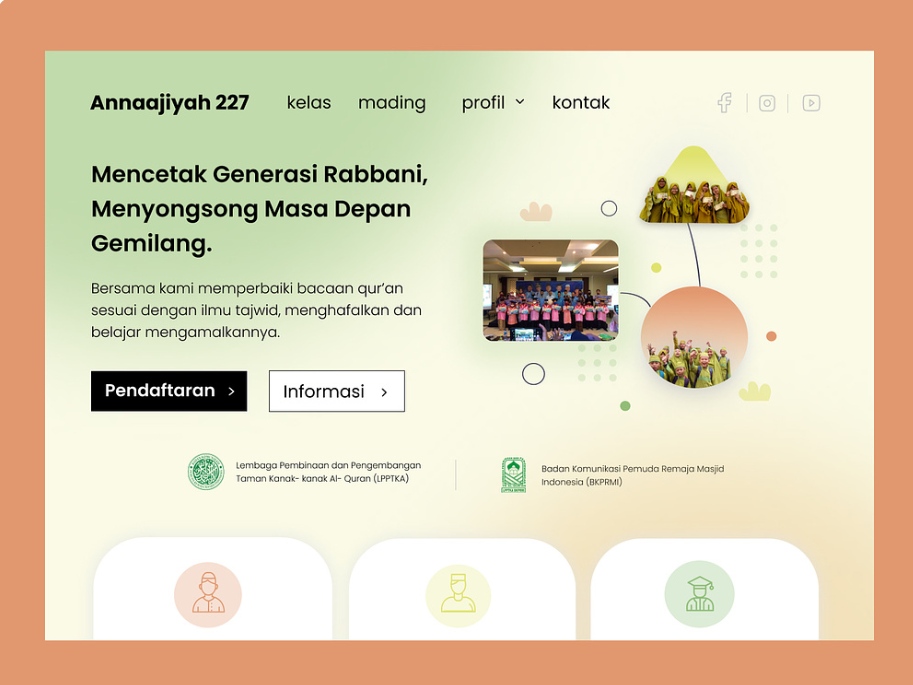 Annaajiyah 227
kelas
mading
profil
kontak
Mencetak Generasi Rabbani,
Menyongsong Masa Depan
Gemilang.
Bersama kami memperbaiki bacaan qur’an
sesuai dengan ilmu tajwid, menghafalkan dan
belajar mengamalkannya.
Pendaftaran
Informasi
Lembaga Pembinaan dan Pengembangan
Taman Kanak- kanak Al- Quran (LPPTKA)
Badan Komunikasi Pemuda Remaja Masjid
Indonesia (BKPRMI)